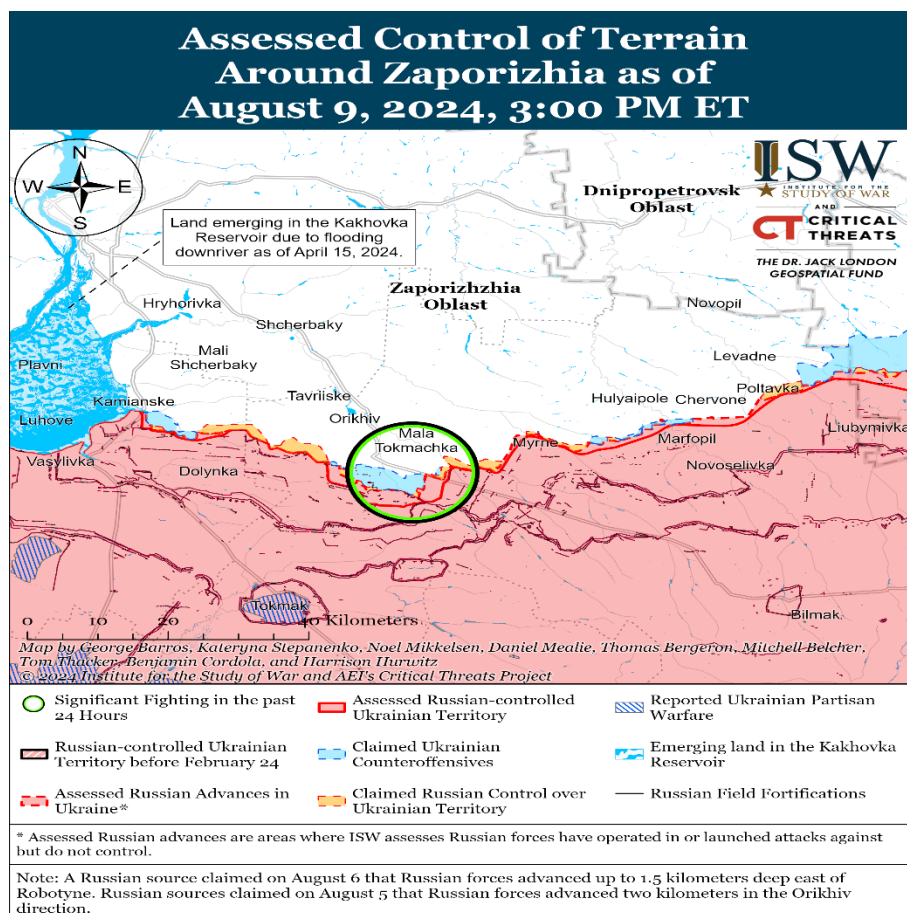 Assessed Control of Terrain
Around Zaporizhia as of
August 9, 2024, 3:00 PM ET
N
W
E
S
ISW
INSTITUTE FOR THE
STUDY OF WAR
AND
CT CRITICAL
THREATS
THE DR. JACK LONDON
GEOSPATIAL FUND
Dnipropetrovsk
Oblast
Land emerging in the Kakhovka
Reservoir due to flooding
downriver as of April 15, 2024.
Zaporizhzhia
Oblast
Hryhorivka
Novopil
Shcherbaky
Mali
Shcherbaky
Levadne
Plavni
Tavriiske
Poltavka
Kamianske
Hulyaipole
Chervone
Luhove
Orikhiv
Mala
Tokmachka
Myrne
Marfopil
Liubymivka
Vasylivka
Dolynka
Novoselivka
Tokmak
Bilmak
0 10 20 40 Kilometers
Map by George Barros, Kateryna Stepanenko, Noel Mikkelsen, Daniel Mealie, Thomas Bergeron, Mitchell Belcher,
Tom Thacker, Benjamin Cordola, and Harrison Hurwitz
© 2024 Institute for the Study of War and AEI's Critical Threats Project
Significant Fighting in the past
24 Hours
Assessed Russian-controlled
Ukrainian Territory
Reported Ukrainian Partisan
Warfare
Russian-controlled Ukrainian
Territory before February 24
Claimed Ukrainian
Counteroffensives
Emerging land in the Kakhovka
Reservoir
Assessed Russian Advances in
Ukraine*
Claimed Russian Control over
Ukrainian Territory
Russian Field Fortifications
* Assessed Russian advances are areas where ISW assesses Russian forces have operated in or launched attacks against
but do not control.
Note: A Russian source claimed on August 6 that Russian forces advanced up to 1.5 kilometers deep east of
Robotyne. Russian sources claimed on August 5 that Russian forces advanced two kilometers in the Orikhiv
direction.